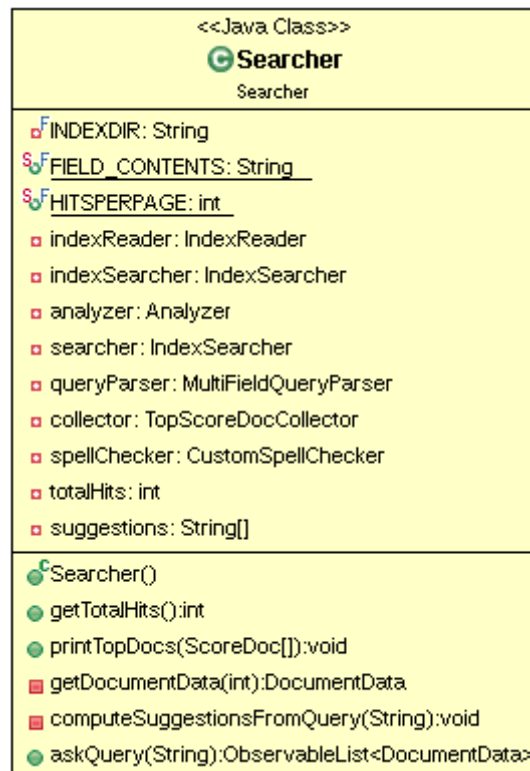 <<Java Class>>
C Searcher
Searcher
F INDEXDIR: String
S F FIELD_CONTENTS: String
S F HITSPERPAGE: int
indexReader: IndexReader
indexSearcher: IndexSearcher
analyzer: Analyzer
searcher: IndexSearcher
queryParser: MultiFieldQueryParser
collector: TopScoreDocCollector
spellChecker: CustomSpellChecker
totalHits: int
suggestions: String[]
C Searcher()
getTotalHits():int
printTopDocs(ScoreDoc[]):void
getDocumentData(int):DocumentData
computeSuggestionsFromQuery(String):void
askQuery(String):ObservableList<DocumentData>